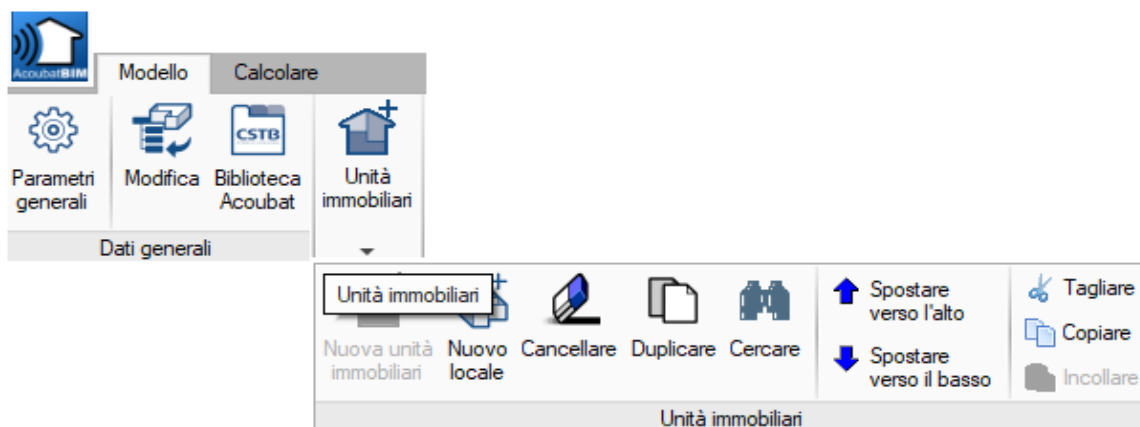 AcoubatBIM
Modello Calcolare
CSTB
Parametri generali
Modifica
Biblioteca Acoubat
Unità immobiliari
Dati generali
Unità immobiliari
Nuova unità immobiliari
Nuovo locale
Cancellare
Duplicare
Cercare
Spostare verso l'alto
Spostare verso il basso
Tagliare
Copiare
Incollare
Unità immobiliari